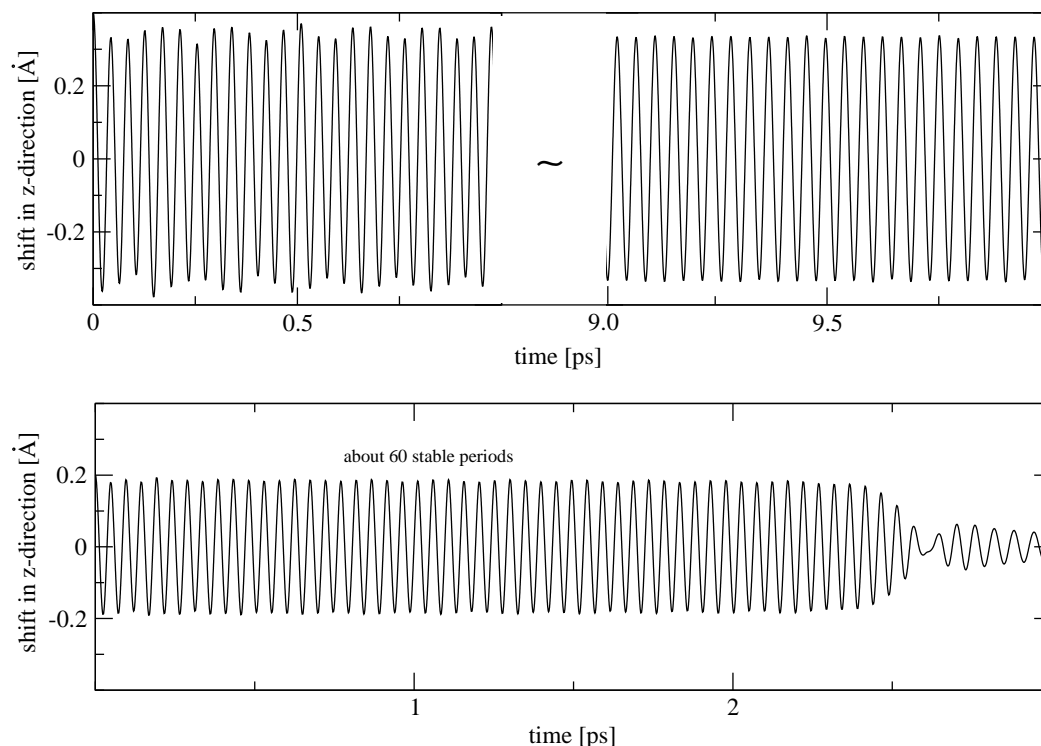 shift in z-direction [Å]
0.2
0
-0.2
~
0
0.5
9.0
9.5
time [ps]
shift in z-direction [Å]
0.2
0
-0.2
about 60 stable periods
1
2
time [ps]